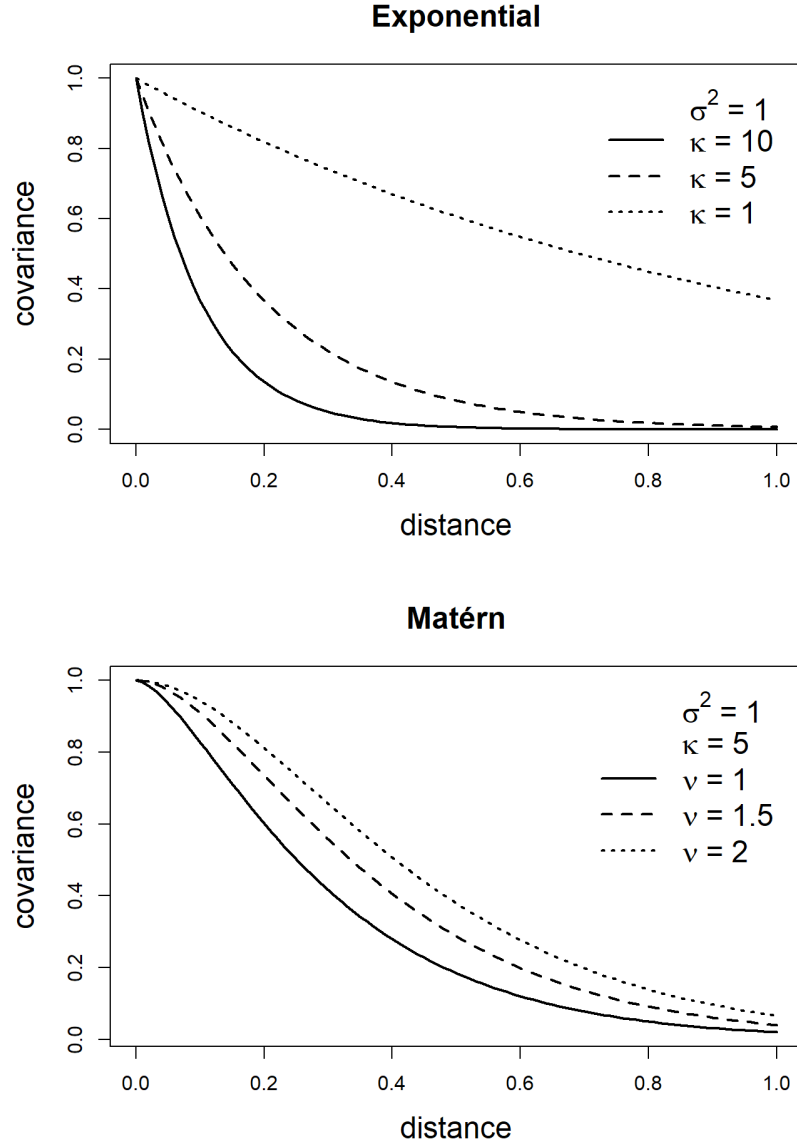 Exponential
1.0
0.8
0.6
0.4
0.2
0.0
covariance
σ² = 1
κ = 10
κ = 5
κ = 1
0.0 0.2 0.4 0.6 0.8 1.0
distance
Matérn
1.0
0.8
0.6
0.4
0.2
0.0
covariance
σ² = 1
κ = 5
ν = 1
ν = 1.5
ν = 2
0.0 0.2 0.4 0.6 0.8 1.0
distance